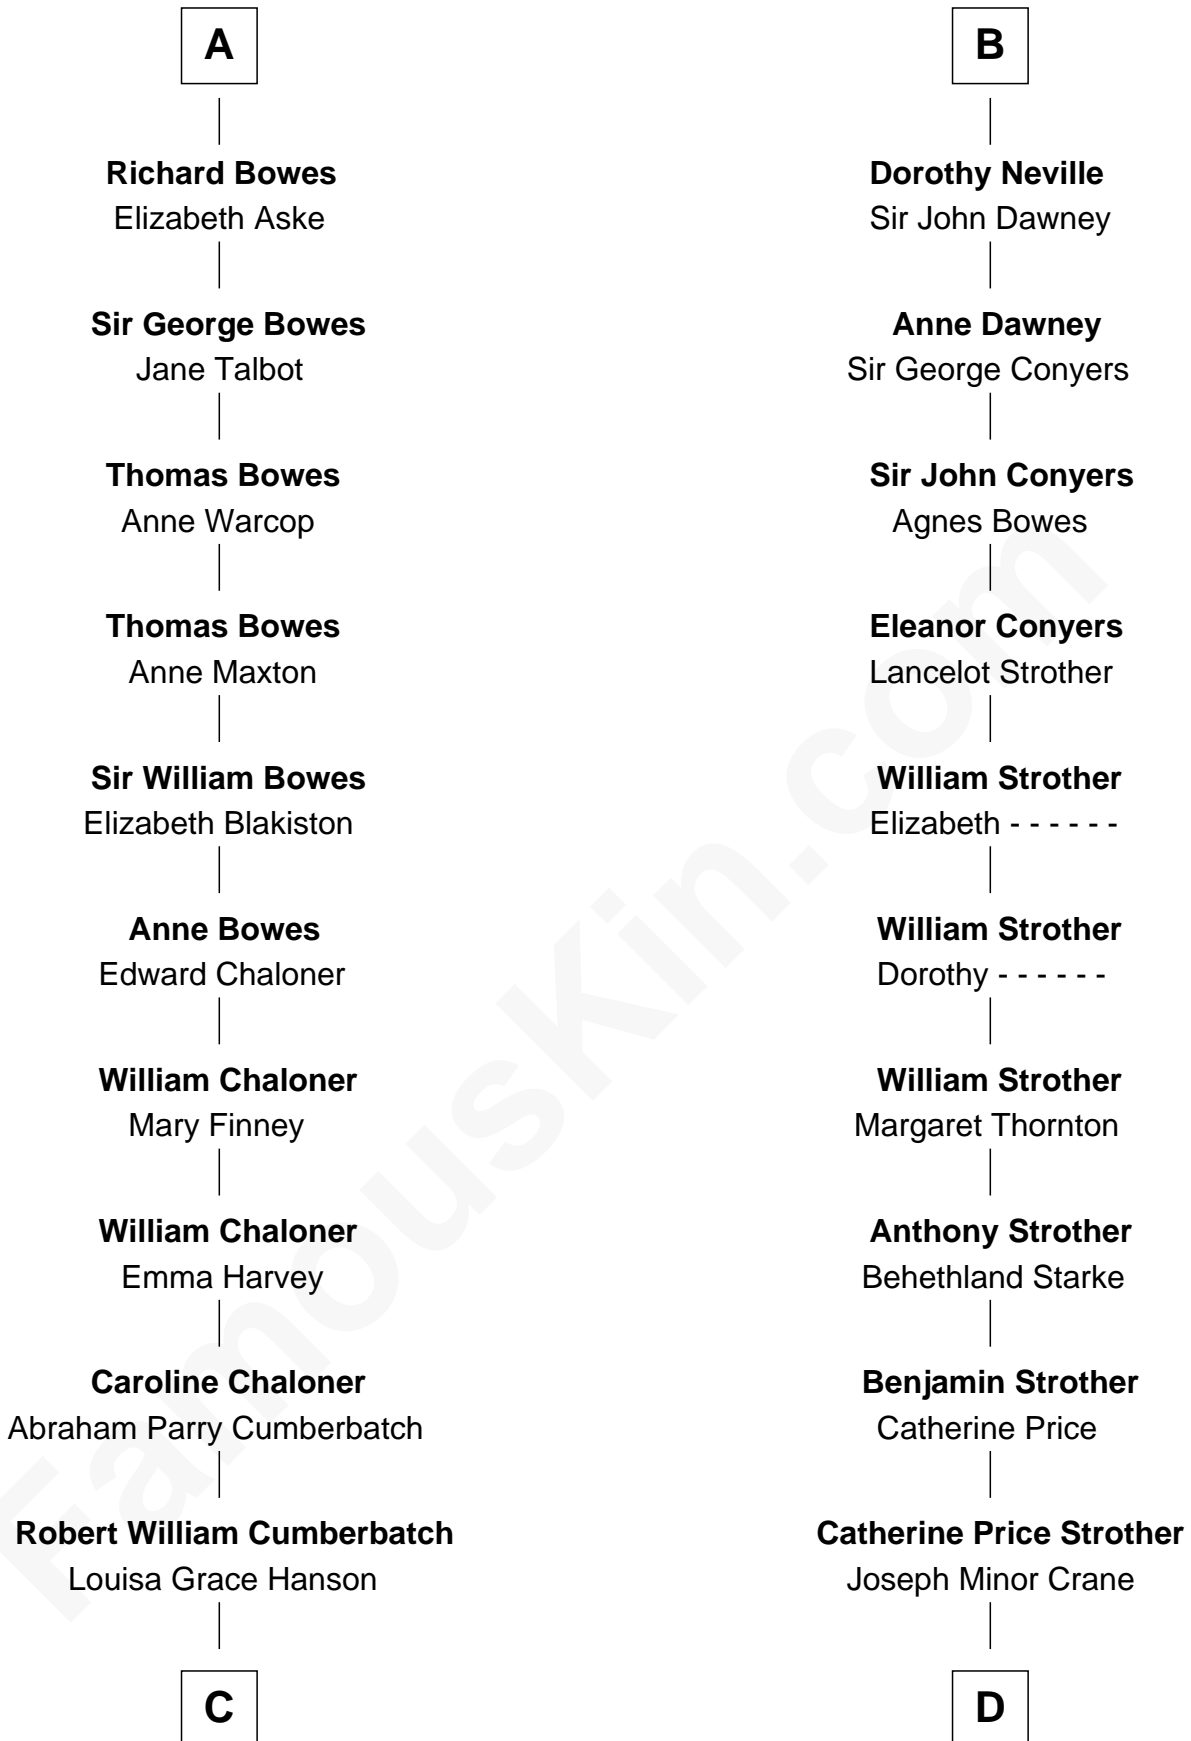 A
Richard Bowes
Elizabeth Aske
Sir George Bowes
Jane Talbot
Thomas Bowes
Anne Warcop
Thomas Bowes
Anne Maxton
Sir William Bowes
Elizabeth Blakiston
Anne Bowes
Edward Chaloner
William Chaloner
Mary Finney
William Chaloner
Emma Harvey
Caroline Chaloner
Abraham Parry Cumberbatch
Robert William Cumberbatch
Louisa Grace Hanson
C
B
Dorothy Neville
Sir John Dawney
Anne Dawney
Sir George Conyers
Sir John Conyers
Agnes Bowes
Eleanor Conyers
Lancelot Strother
William Strother
Elizabeth - - - - - -
William Strother
Dorothy - - - - - -
William Strother
Margaret Thornton
Anthony Strother
Behethland Starke
Benjamin Strother
Catherine Price
Catherine Price Strother
Joseph Minor Crane
D
FamousKin.com